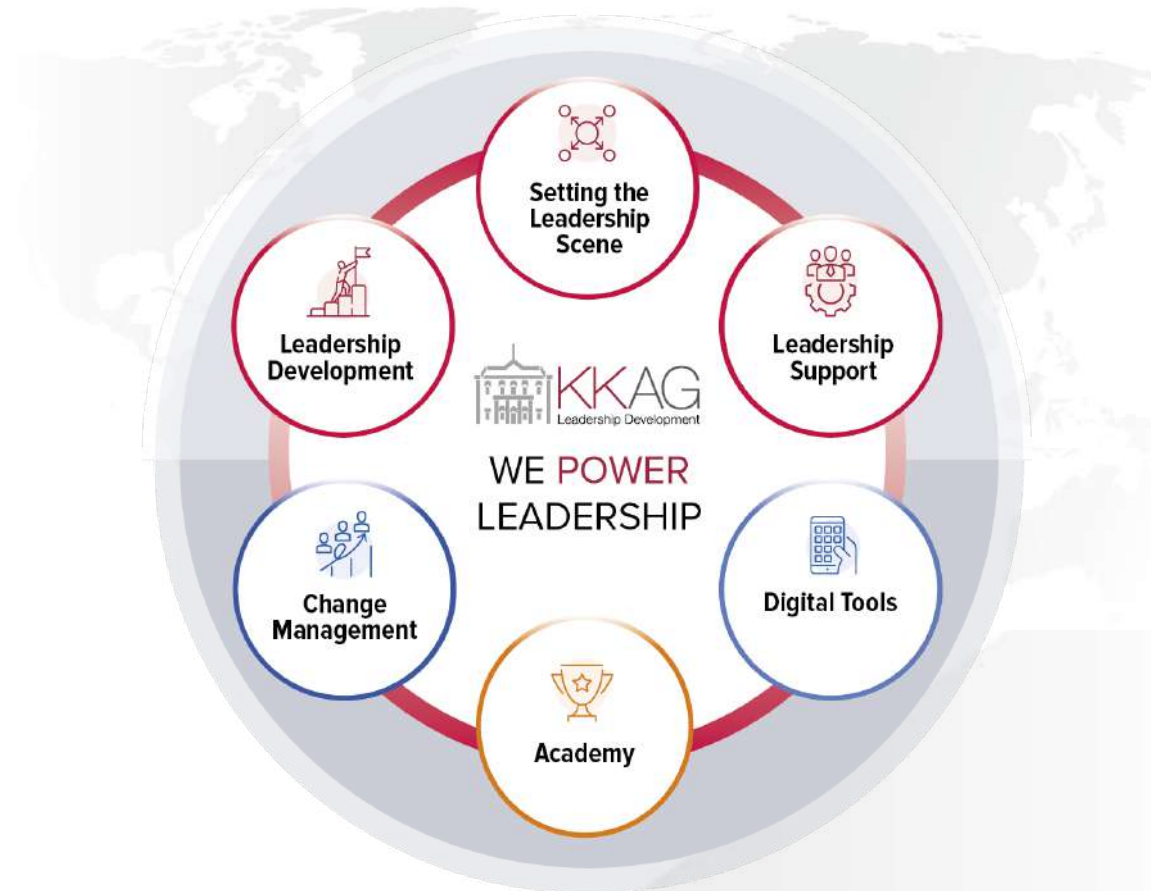 Setting the
Leadership
Scene
Leadership
Development
Leadership
Support
KKAG
Leadership Development
WE POWER
LEADERSHIP
Change
Management
Digital Tools
Academy